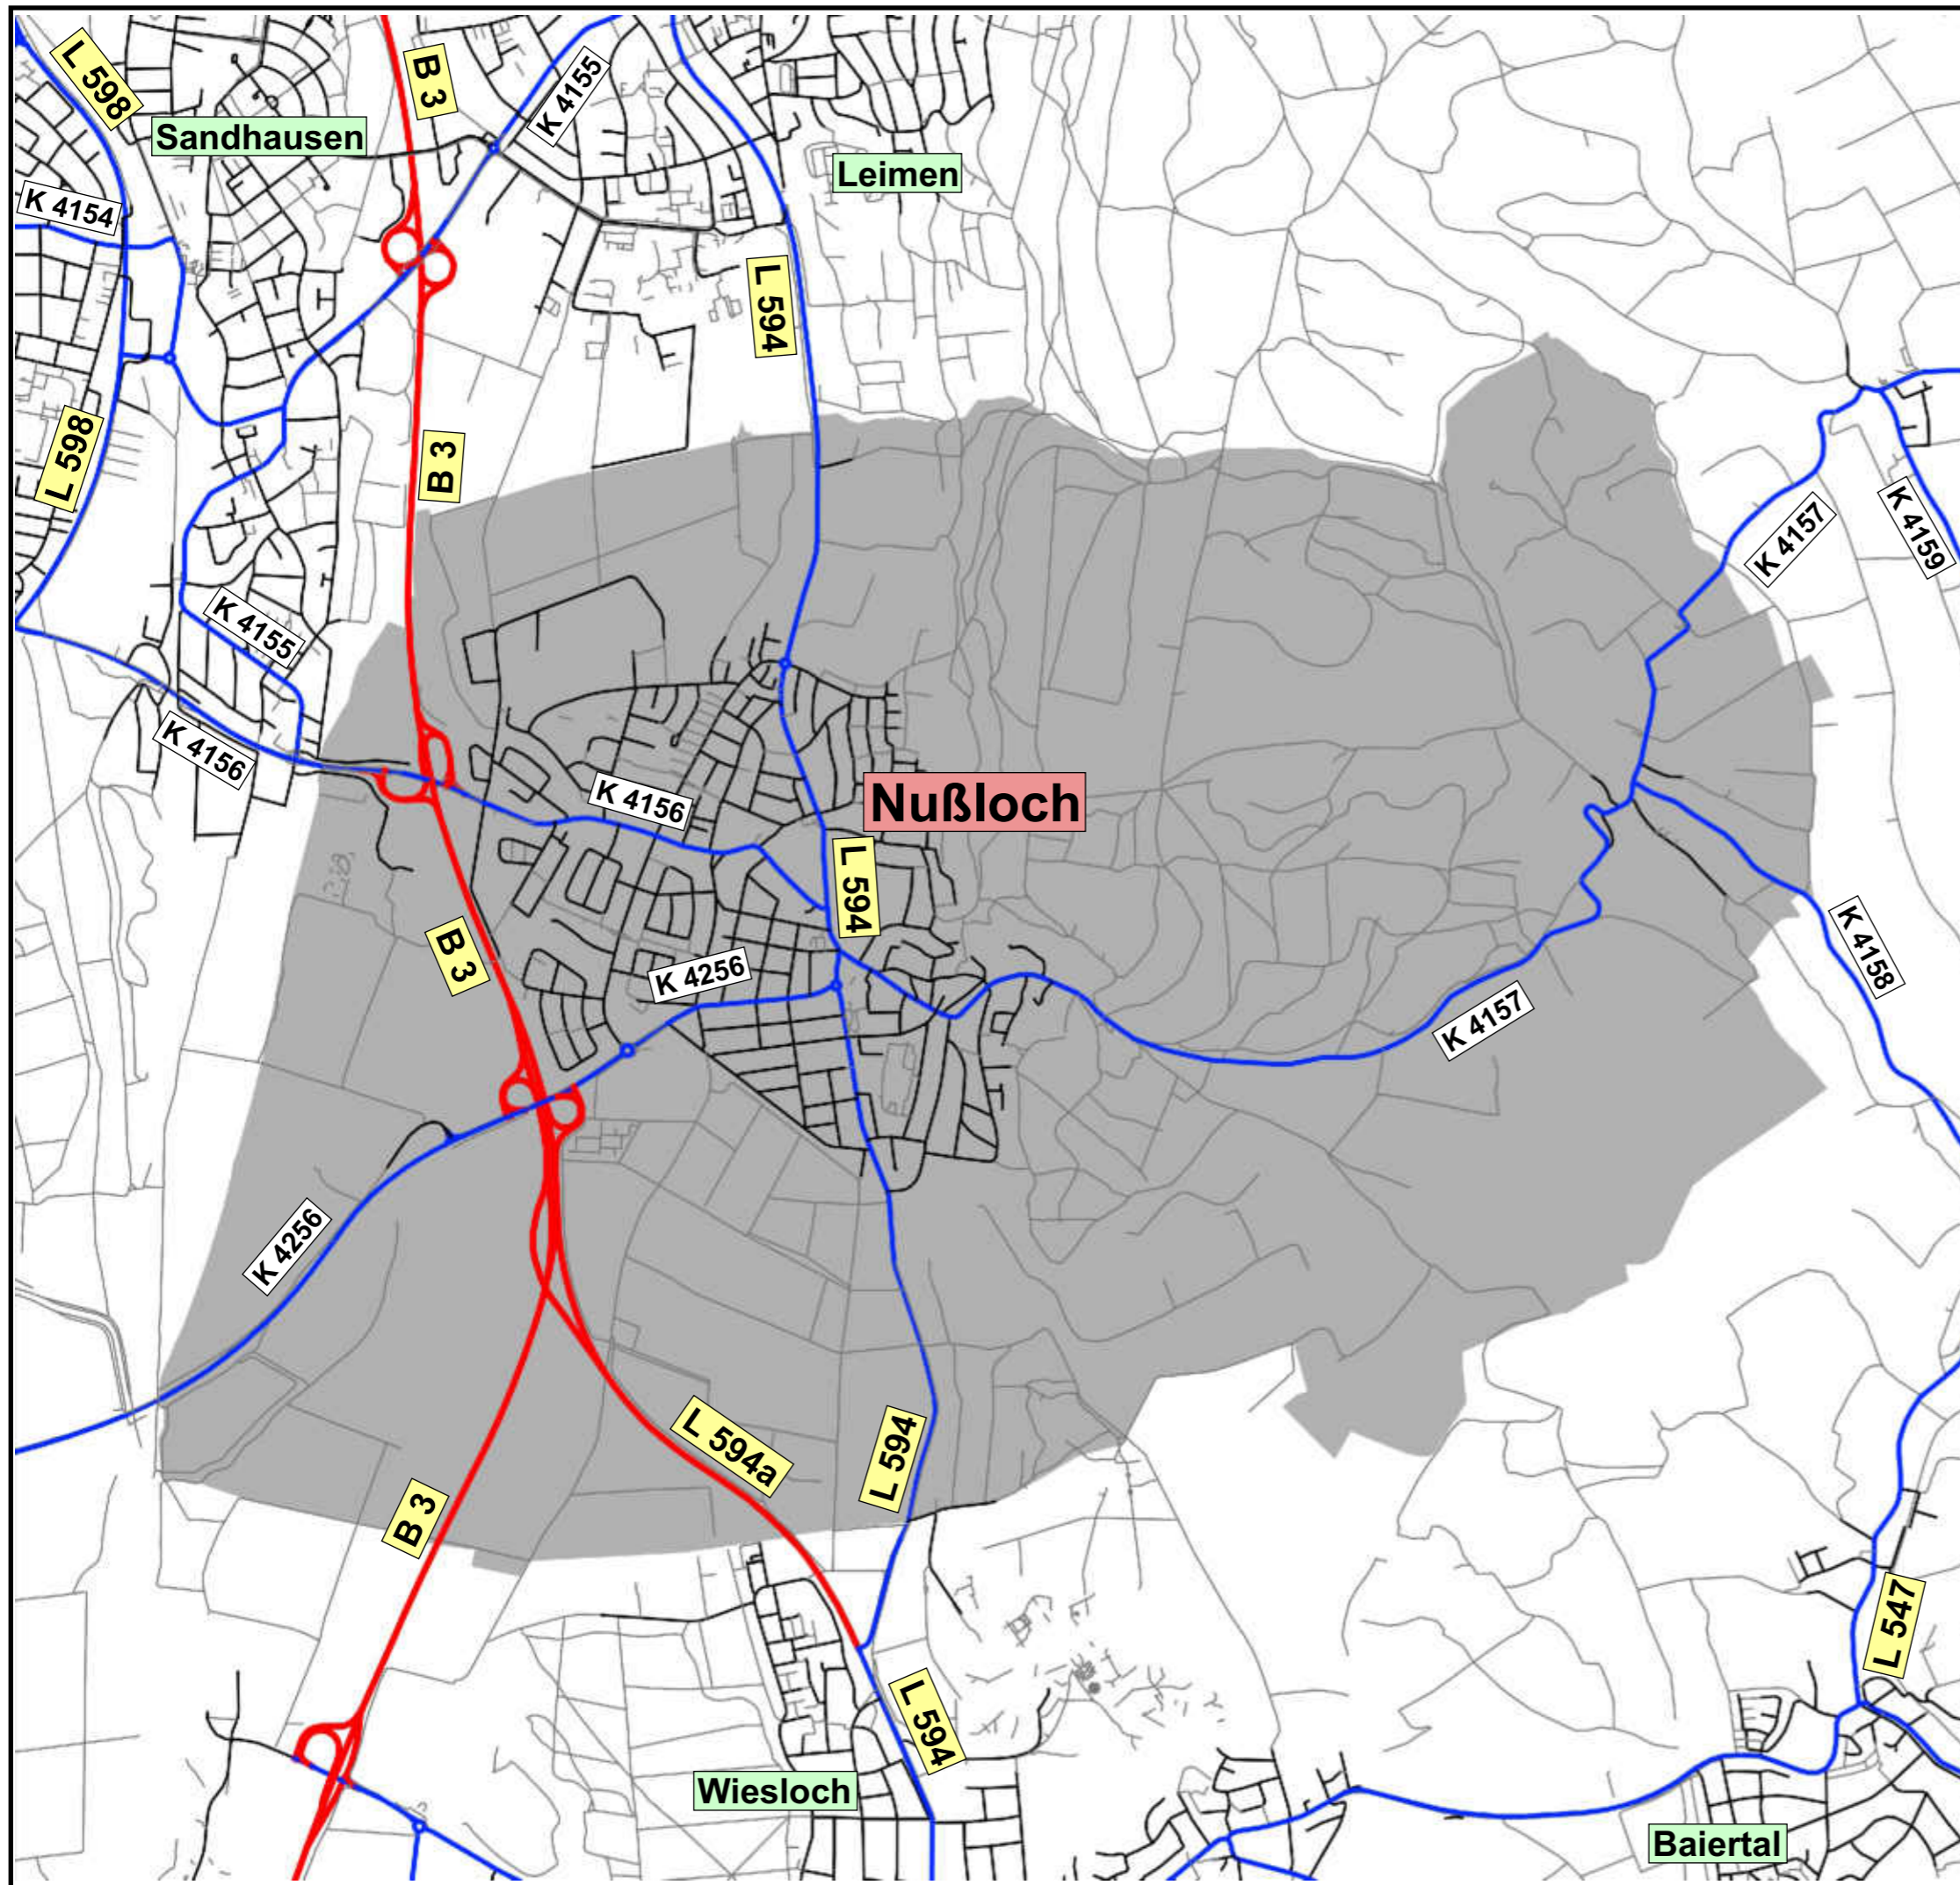 L 598
B 3
K 4155
Sandhausen
Leimen
K 4154
L 594
L 598
B 3
K 4157
K 4159
K 4155
K 4156
K 4156
Nußloch
L 594
B 3
K 4256
K 4158
K 4157
K 4256
L 594a
L 594
B 3
L 547
L 594
Wiesloch
Baiertal